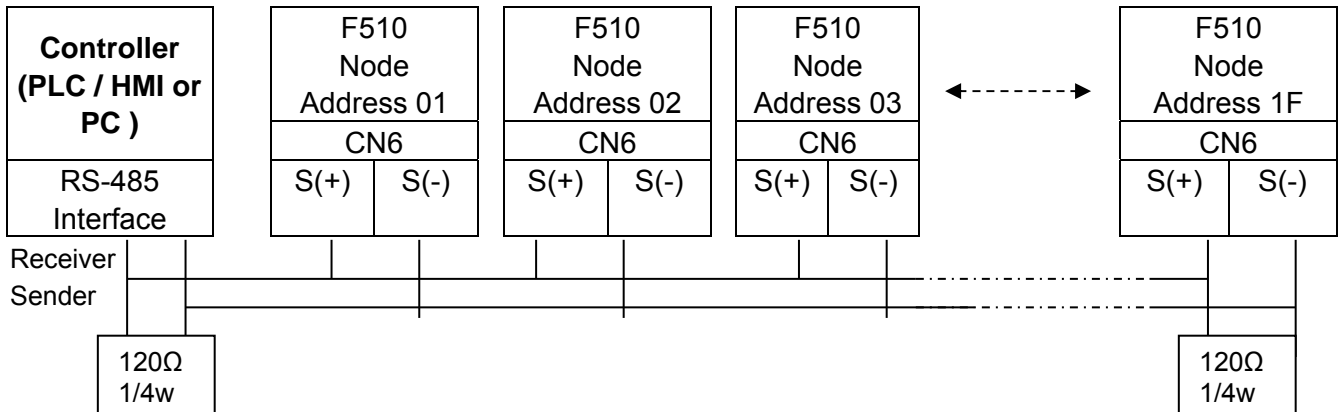 Controller
(PLC / HMI or
PC )
RS-485
Interface
F510
Node
Address 01
CN6
S(+) S(-)
F510
Node
Address 02
CN6
S(+) S(-)
F510
Node
Address 03
CN6
S(+) S(-)
F510
Node
Address 1F
CN6
S(+) S(-)
Receiver
Sender
120Ω
1/4w
120Ω
1/4w